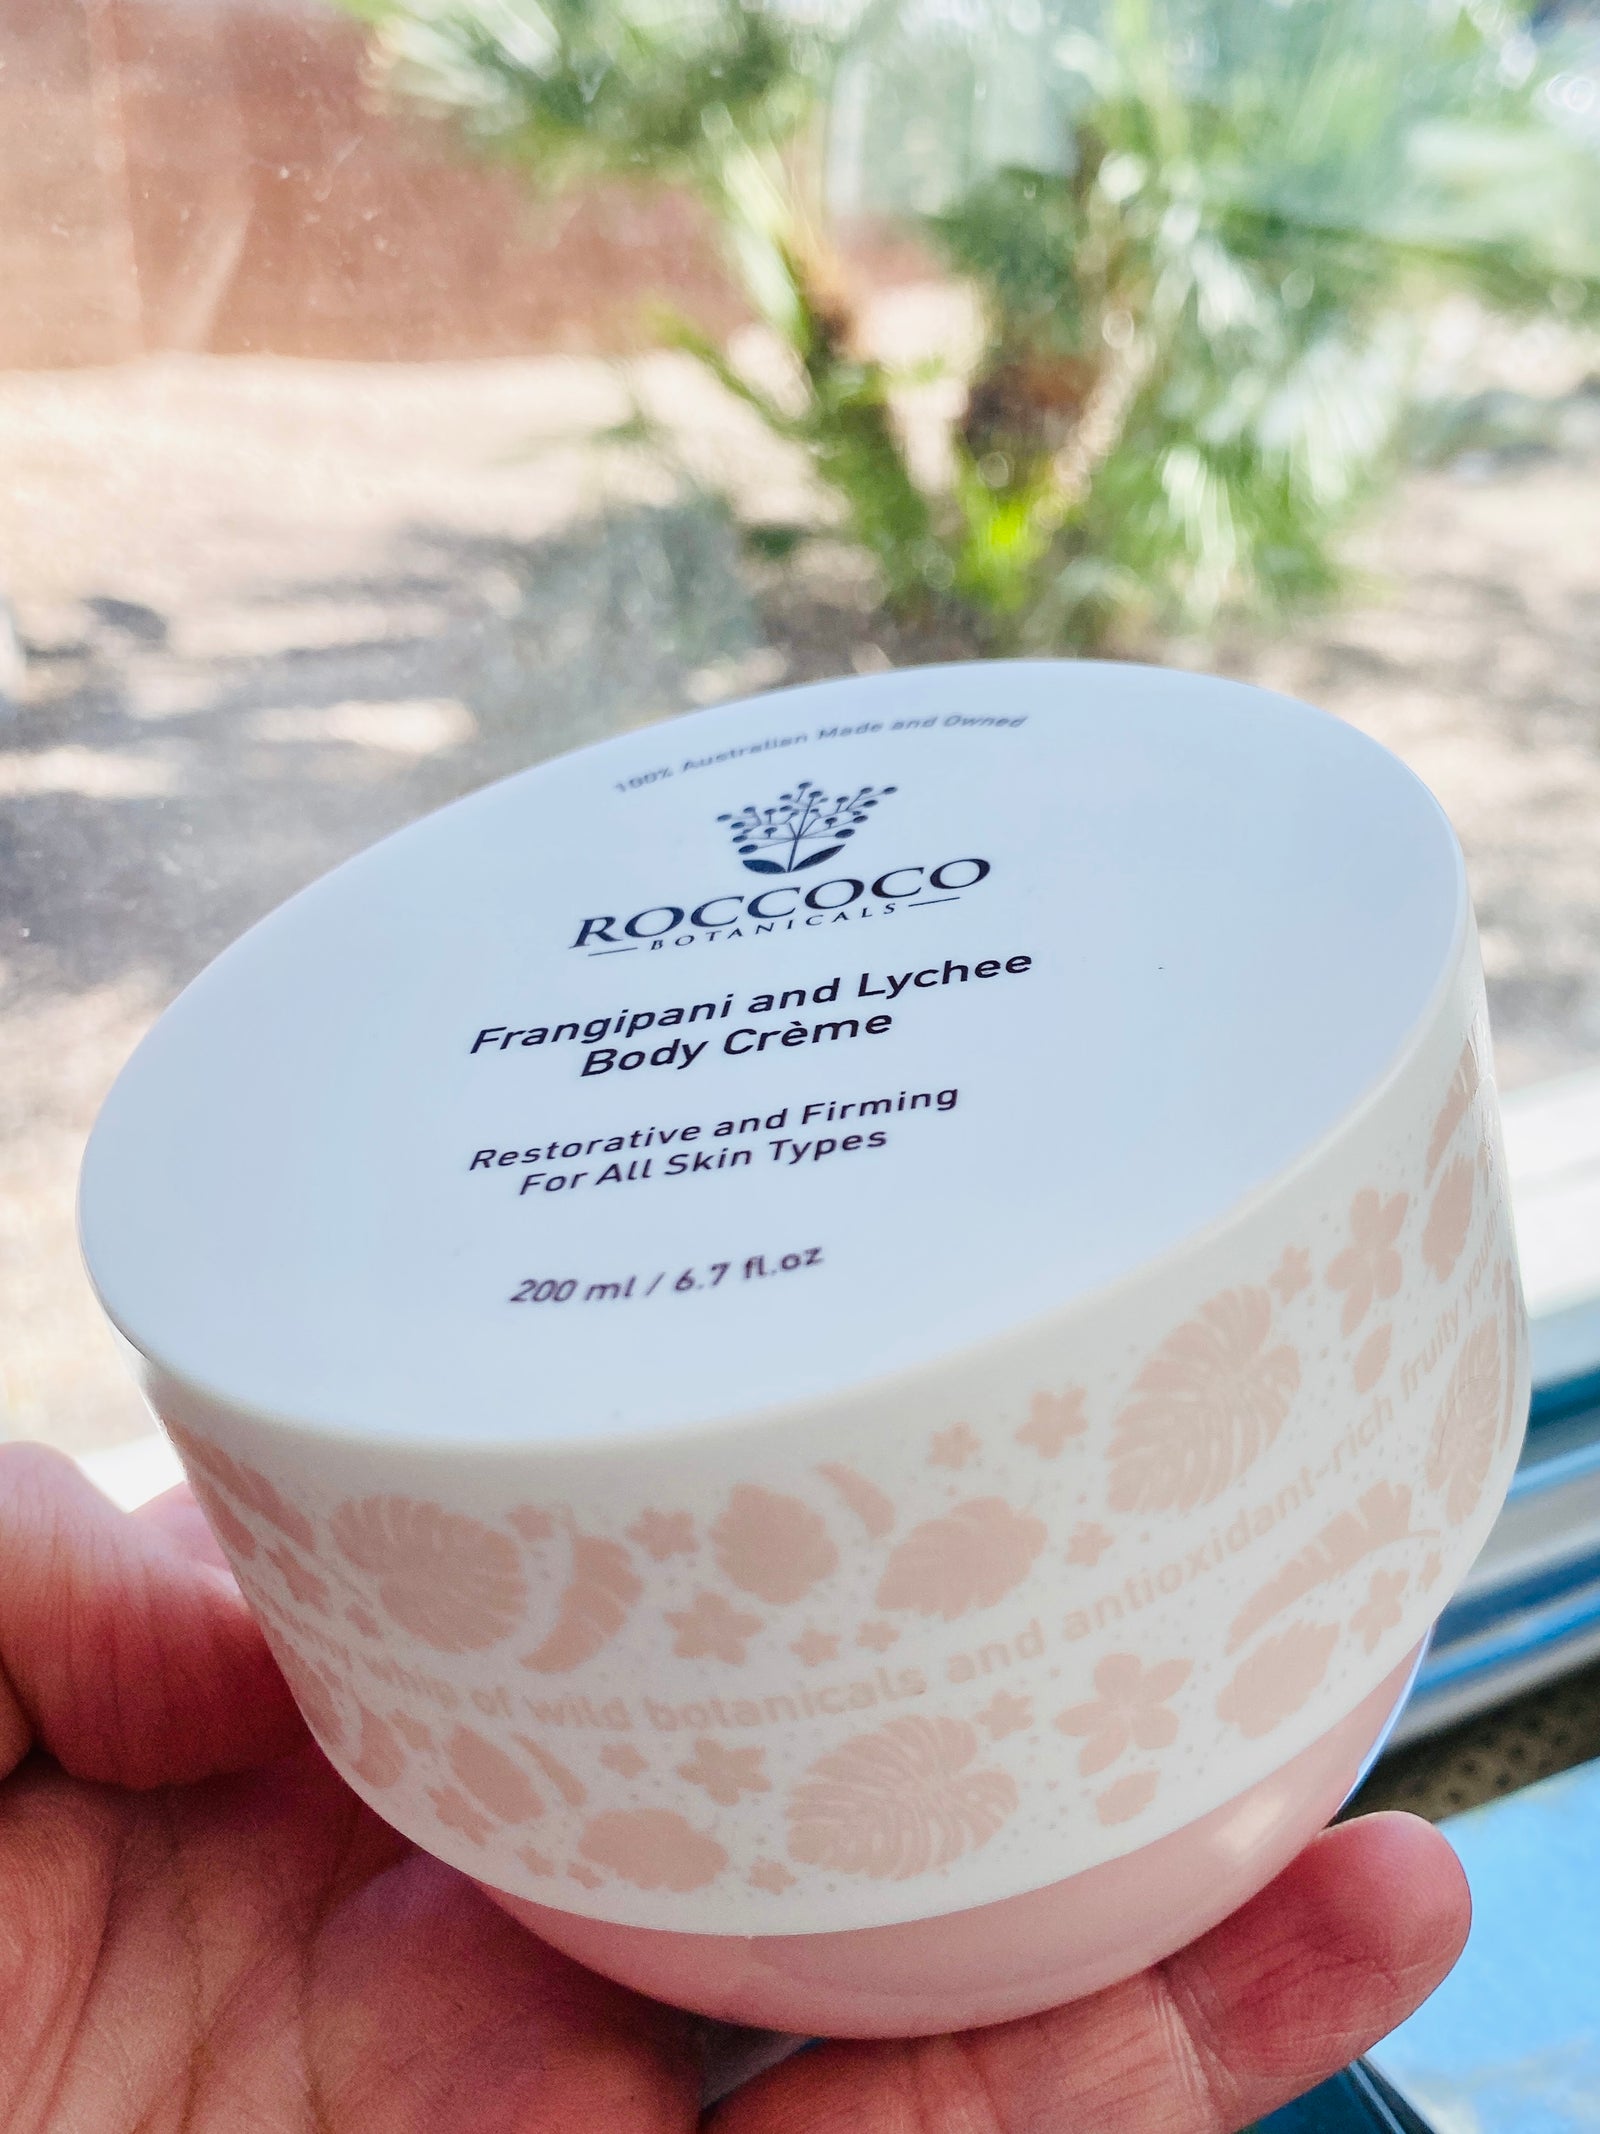 100% Australian Made and Owned
ROCCOCO
BOTANICALS
Frangipani and Lychee
Body Crème
Restorative and Firming
For All Skin Types
200 ml / 6.7 fl.oz
whip of wild botanicals and antioxidant-rich fruity